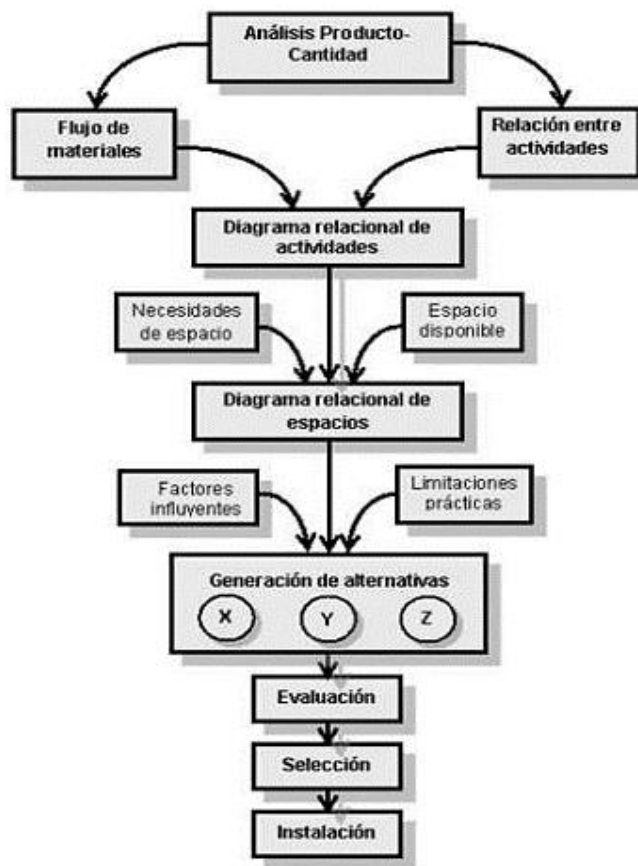 Análisis Producto-
Cantidad
Flujo de
materiales
Relación entre
actividades
Diagrama relacional de
actividades
Necesidades
de espacio
Espacio
disponible
Diagrama relacional de
espacios
Factores
influyentes
Limitaciones
prácticas
Generación de alternativas
X
Y
Z
Evaluación
Selección
Instalación